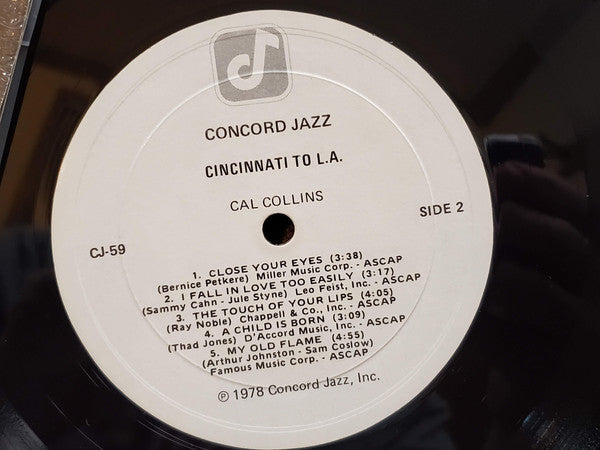 CONCORD JAZZ
CINCINNATI TO L.A.
CAL COLLINS
CJ-59
SIDE 2
1. CLOSE YOUR EYES (3:38)
(Bernice Petkere) Miller Music Corp. - ASCAP
2. I FALL IN LOVE TOO EASILY (3:17)
(Sammy Cahn - Jule Styne) Leo Feist, Inc. - ASCAP
3. THE TOUCH OF YOUR LIPS (4:05)
(Ray Noble) Chappell & Co., Inc. - ASCAP
4. A CHILD IS BORN (3:09)
(Thad Jones) D'Accord Music, Inc. - ASCAP
5. MY OLD FLAME (4:55)
(Arthur Johnston - Sam Coslow)
Famous Music Corp. - ASCAP
℗ 1978 Concord Jazz, Inc.